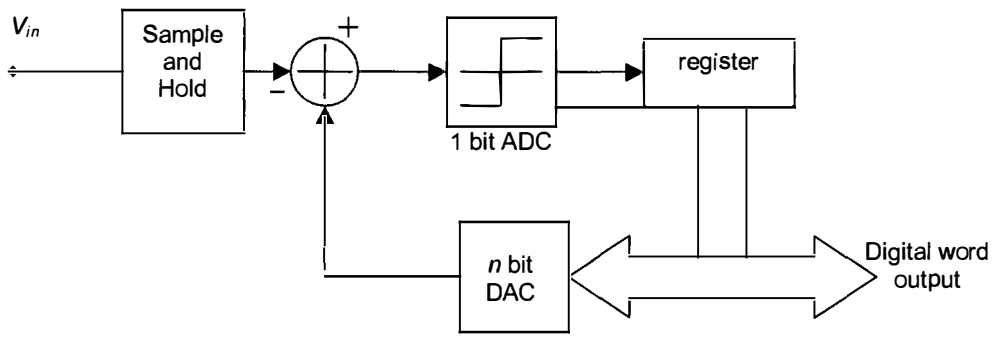 V_in
Sample
and
Hold
+
−
1 bit ADC
register
n bit
DAC
Digital word
output